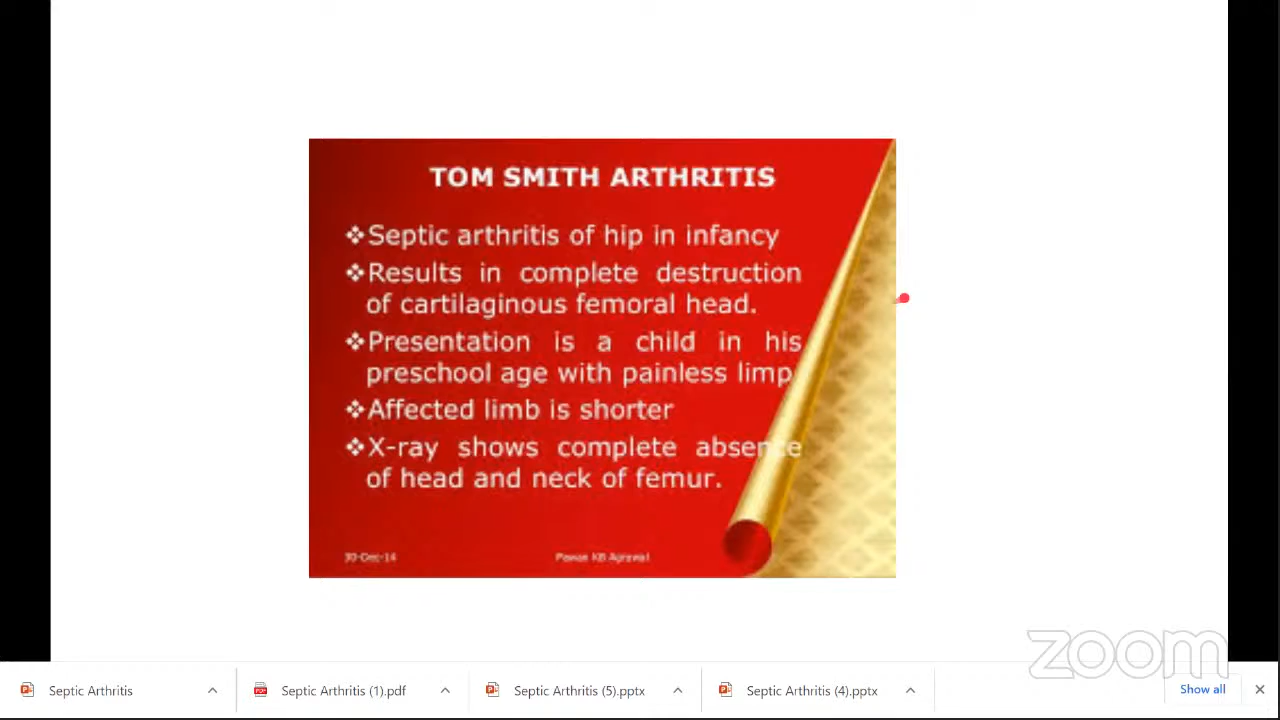 TOM SMITH ARTHRITIS
❖Septic arthritis of hip in infancy
❖Results in complete destruction
of cartilaginous femoral head.
❖Presentation is a child in his
preschool age with painless limp
❖Affected limb is shorter
❖X-ray shows complete absence
of head and neck of femur.
30-Dec-14 Pawan KB Agrawal
zoom
Septic Arthritis Septic Arthritis (1).pdf Septic Arthritis (5).pptx Septic Arthritis (4).pptx Show all